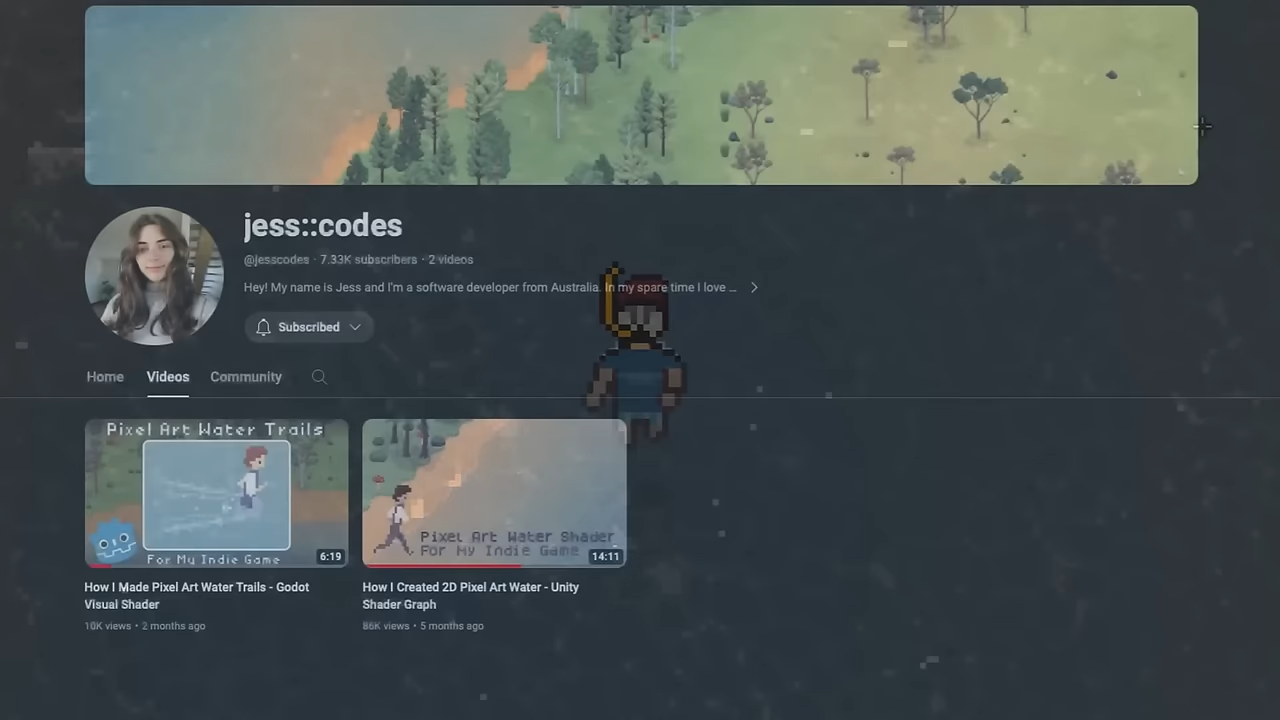 jess::codes
@jesscodes · 7.33K subscribers · 2 videos
Hey! My name is Jess and I'm a software developer from Australia. In my spare time I love ...
Subscribed
Home Videos Community
Pixel Art Water Trails
For My Indie Game
6:19
Pixel Art Water Shader
For My Indie Game
14:11
How I Made Pixel Art Water Trails - Godot
Visual Shader
10K views · 2 months ago
How I Created 2D Pixel Art Water - Unity
Shader Graph
86K views · 5 months ago